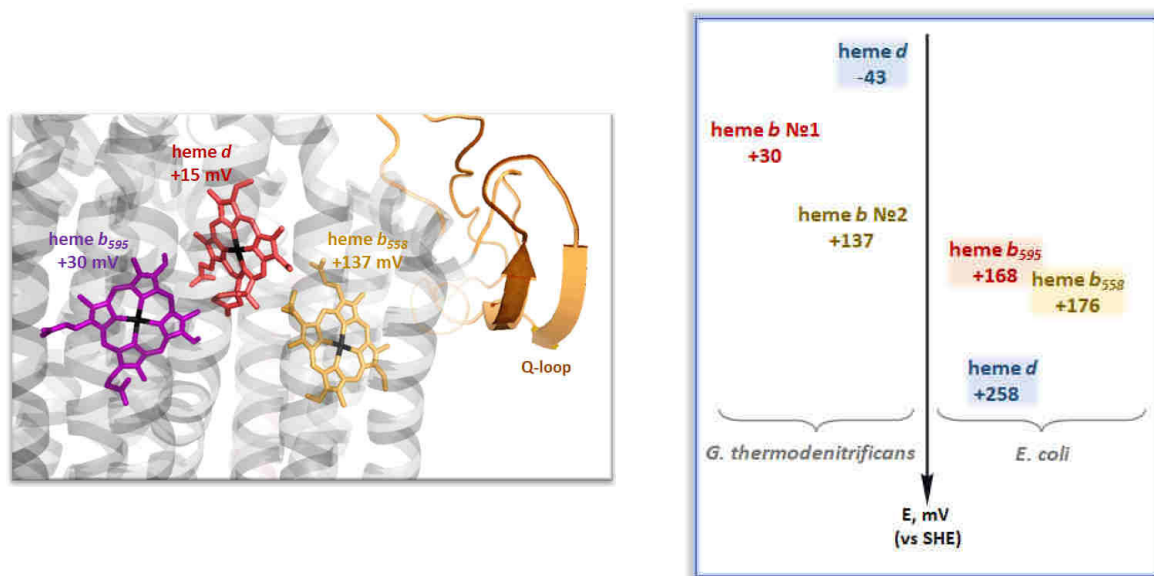 heme d
+15 mV
heme b595
+30 mV
heme b558
+137 mV
Q-loop
heme d
-43
heme b №1
+30
heme b №2
+137
heme b595
+168
heme b558
+176
heme d
+258
G. thermodenitrificans
E. coli
E, mV
(vs SHE)